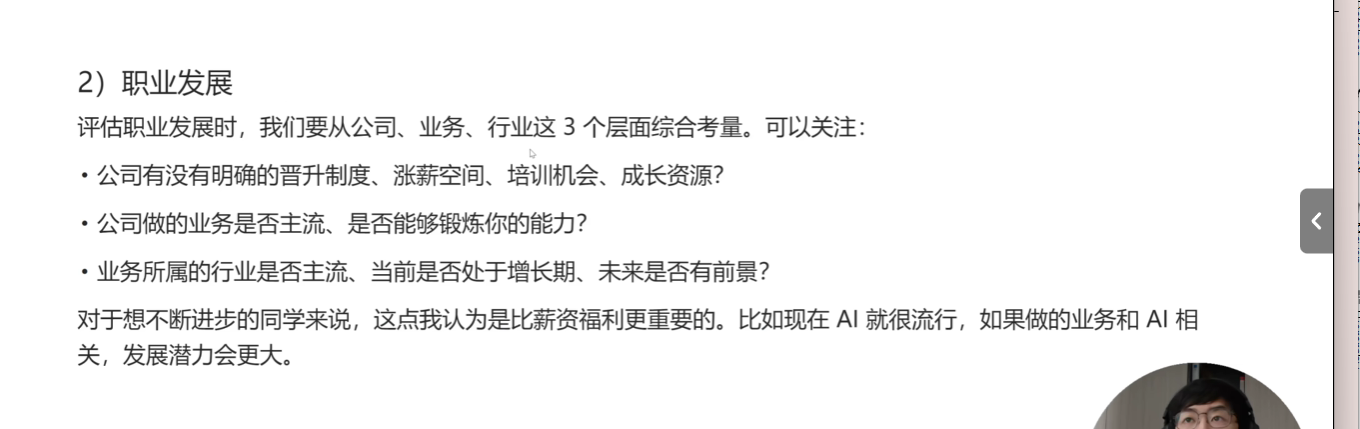 2）职业发展
评估职业发展时，我们要从公司、业务、行业这 3 个层面综合考量。可以关注：
• 公司有没有明确的晋升制度、涨薪空间、培训机会、成长资源？
• 公司做的业务是否主流、是否能够锻炼你的能力？
• 业务所属的行业是否主流、当前是否处于增长期、未来是否有前景？
对于想不断进步的同学来说，这点我认为是比薪资福利更重要的。比如现在 AI 就很流行，如果做的业务和 AI 相
关，发展潜力会更大。